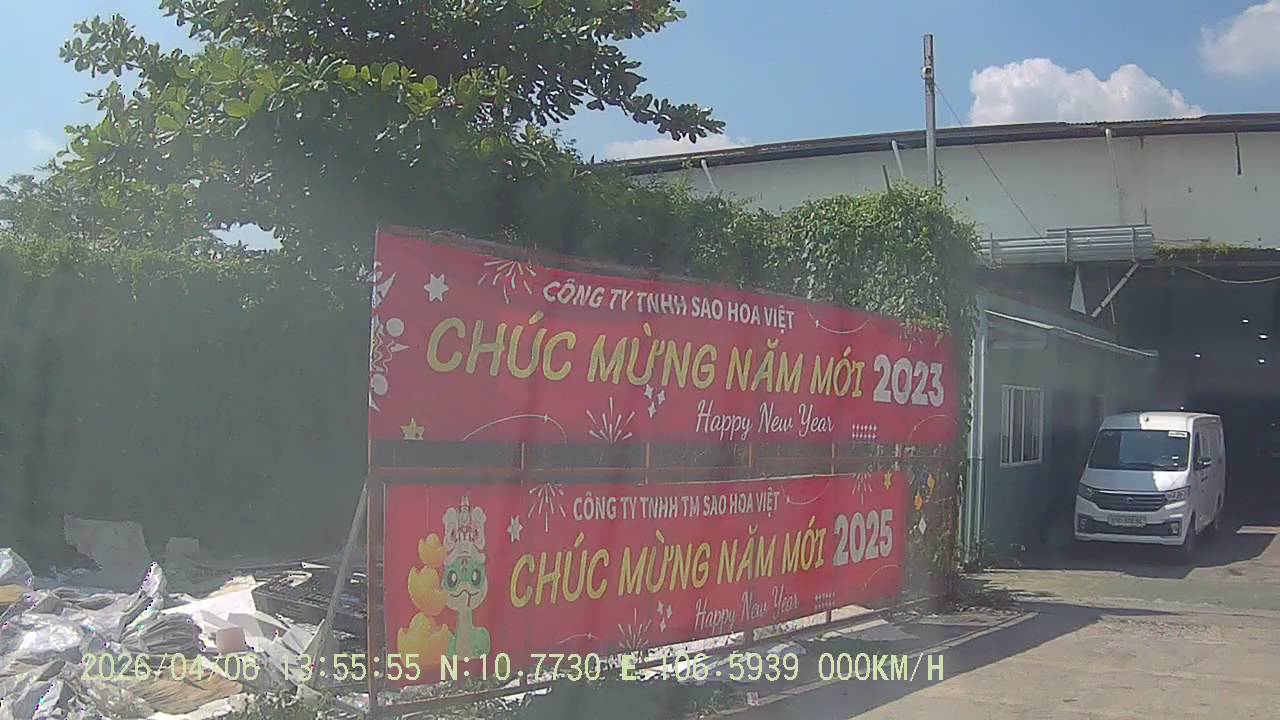 CÔNG TY TNHH SAO HOA VIỆT
CHÚC MỪNG NĂM MỚI 2023
Happy New Year
CÔNG TY TNHH TM SAO HOA VIỆT
CHÚC MỪNG NĂM MỚI 2025
Happy New Year
2026/04/06 13:55:55 N:10.7730 E:106.5939 000KM/H